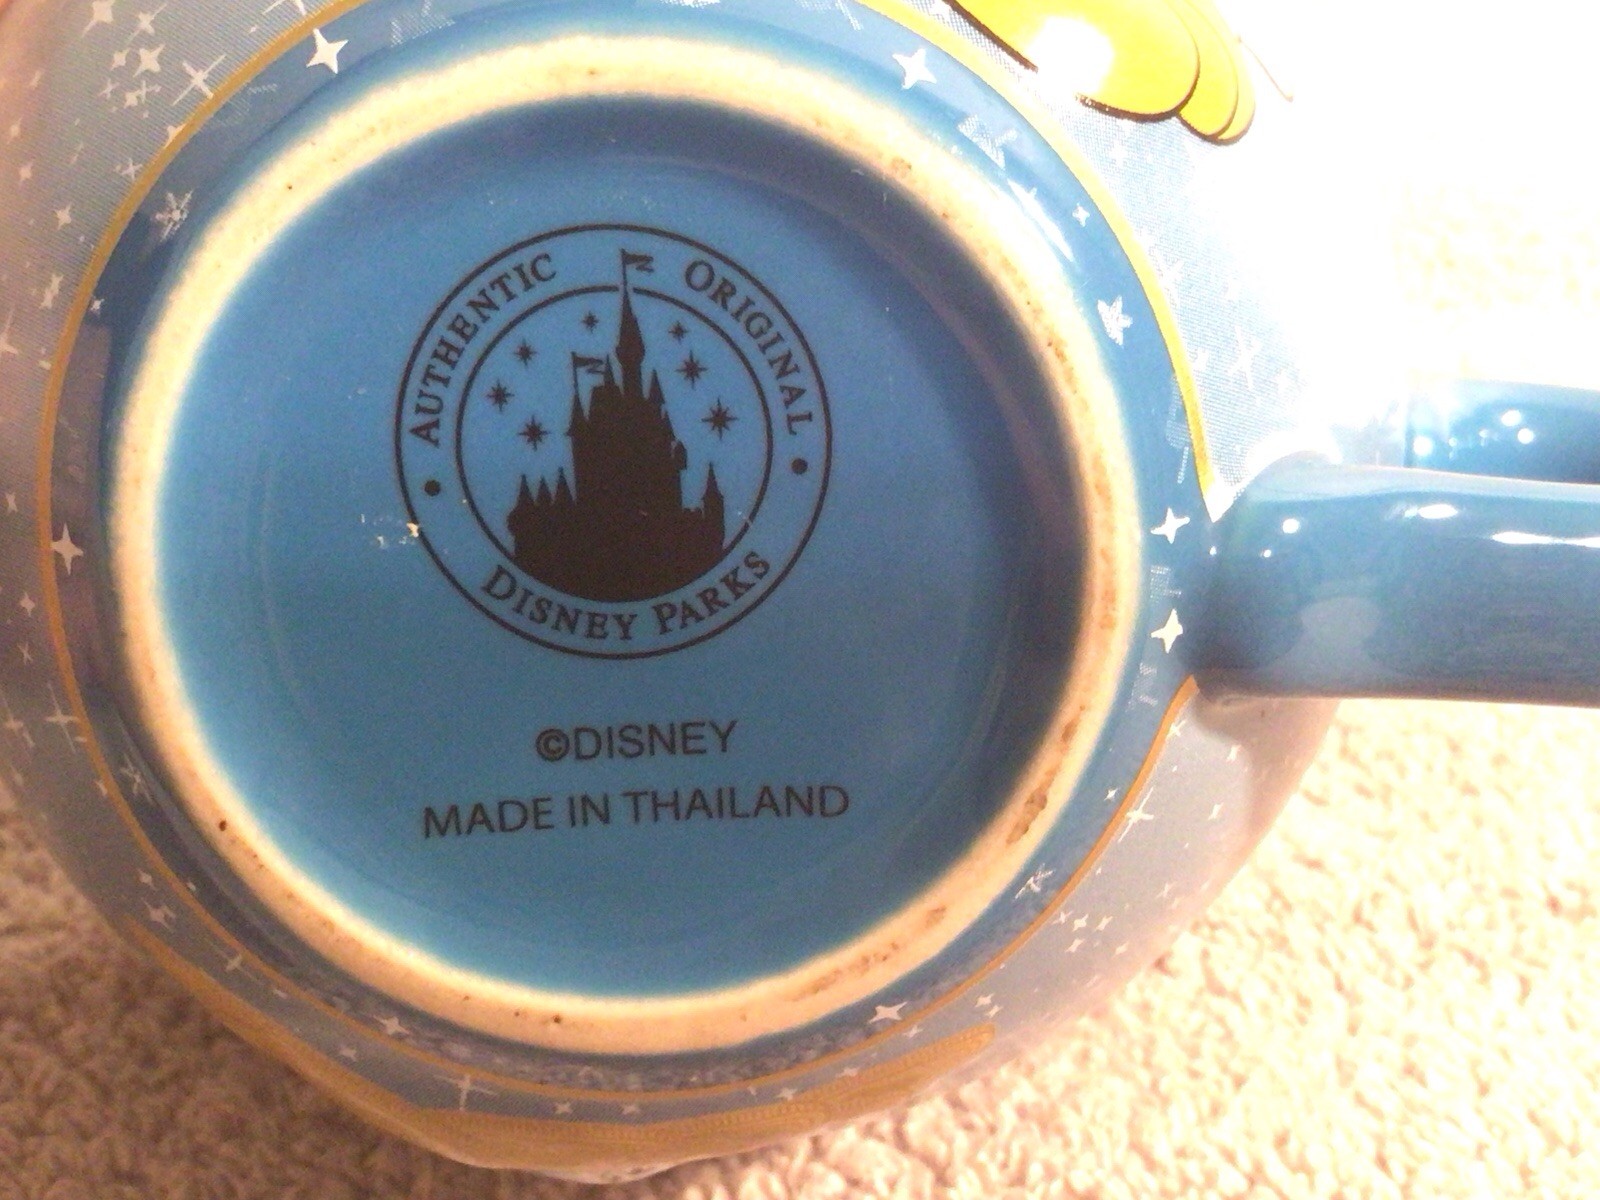 AUTHENTIC ORIGINAL
DISNEY PARKS
©DISNEY
MADE IN THAILAND